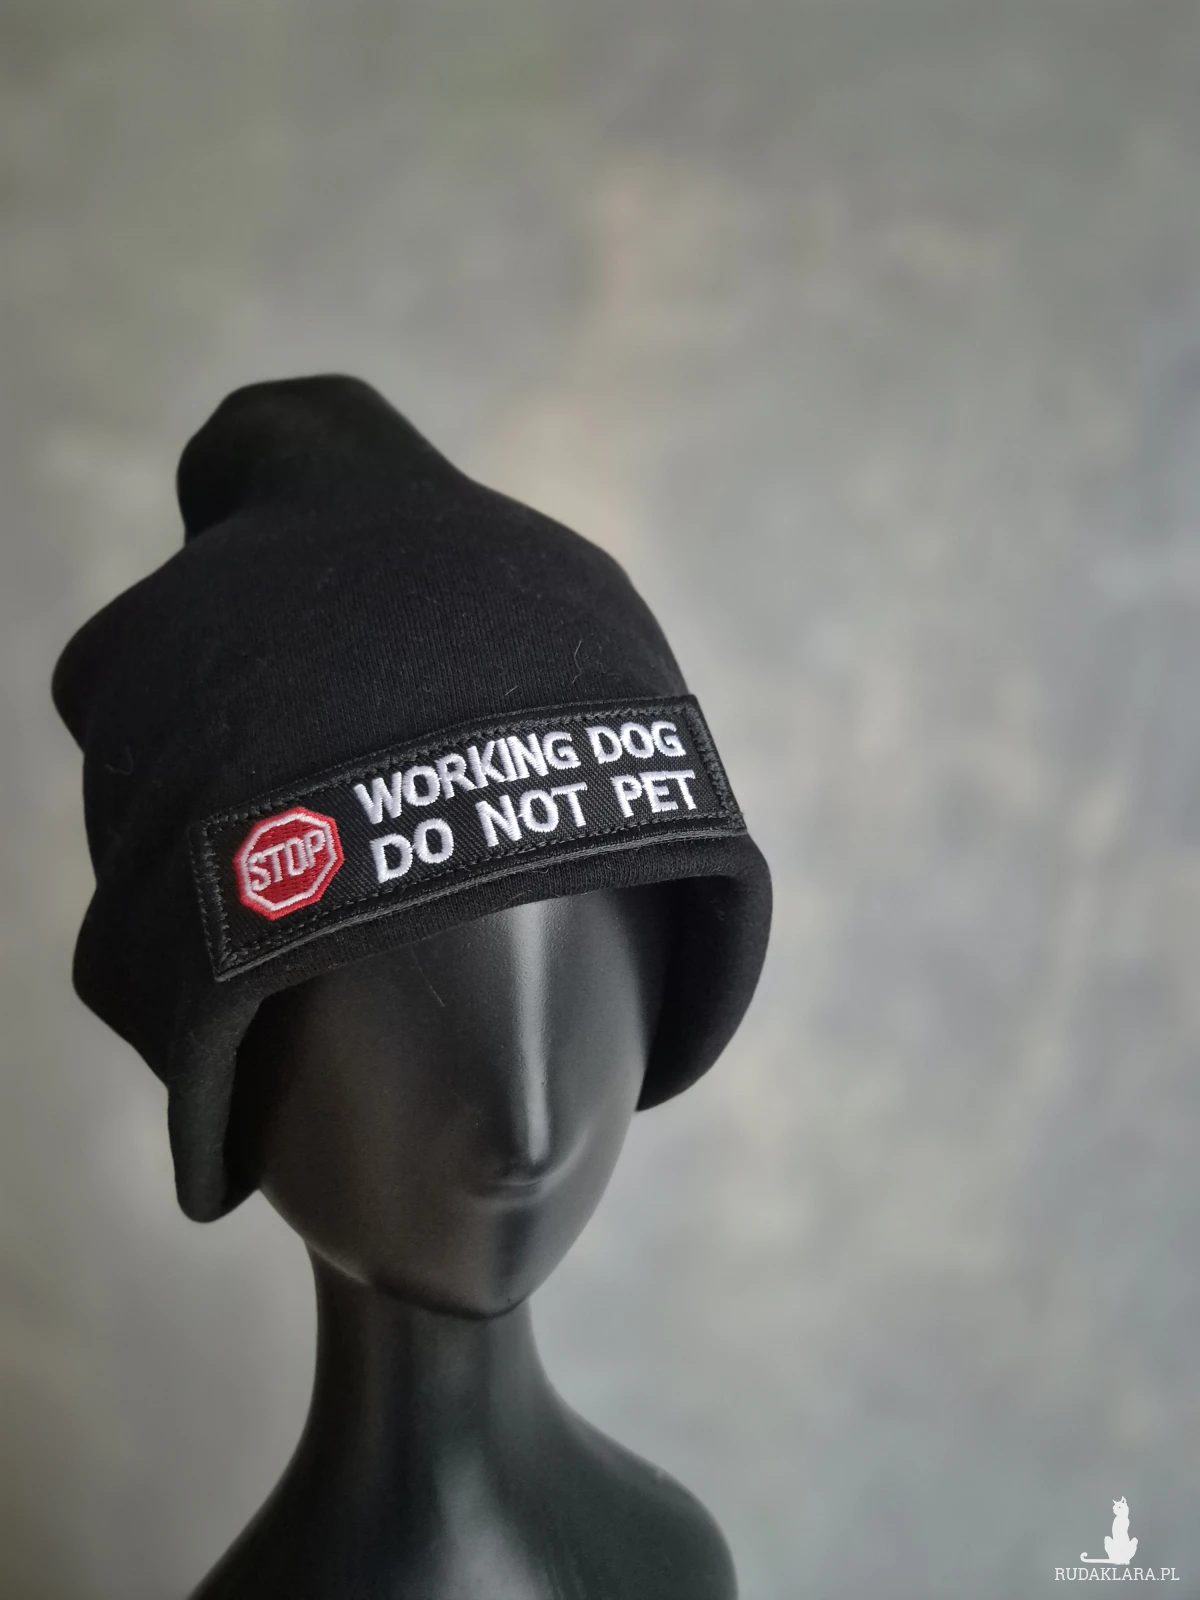 STOP
WORKING DOG
DO NOT PET
RUDAKLARA.PL